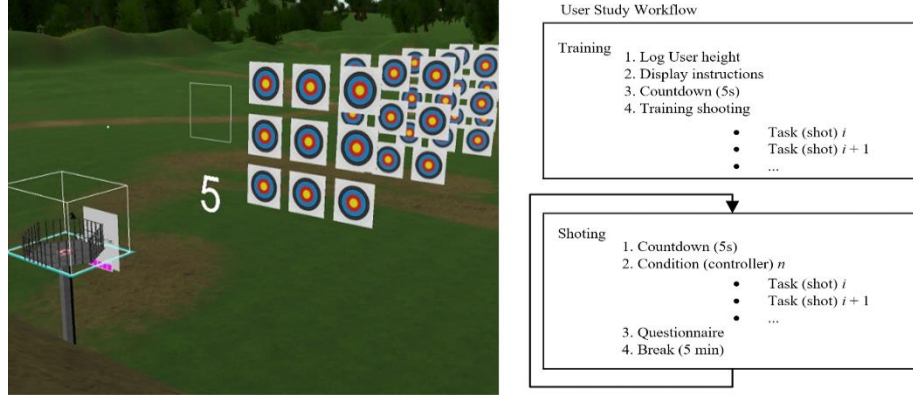 5
User Study Workflow
Training
1. Log User height
2. Display instructions
3. Countdown (5s)
4. Training shooting
• Task (shot) i
• Task (shot) i + 1
• ...
Shoting
1. Countdown (5s)
2. Condition (controller) n
• Task (shot) i
• Task (shot) i + 1
• ...
3. Questionnaire
4. Break (5 min)